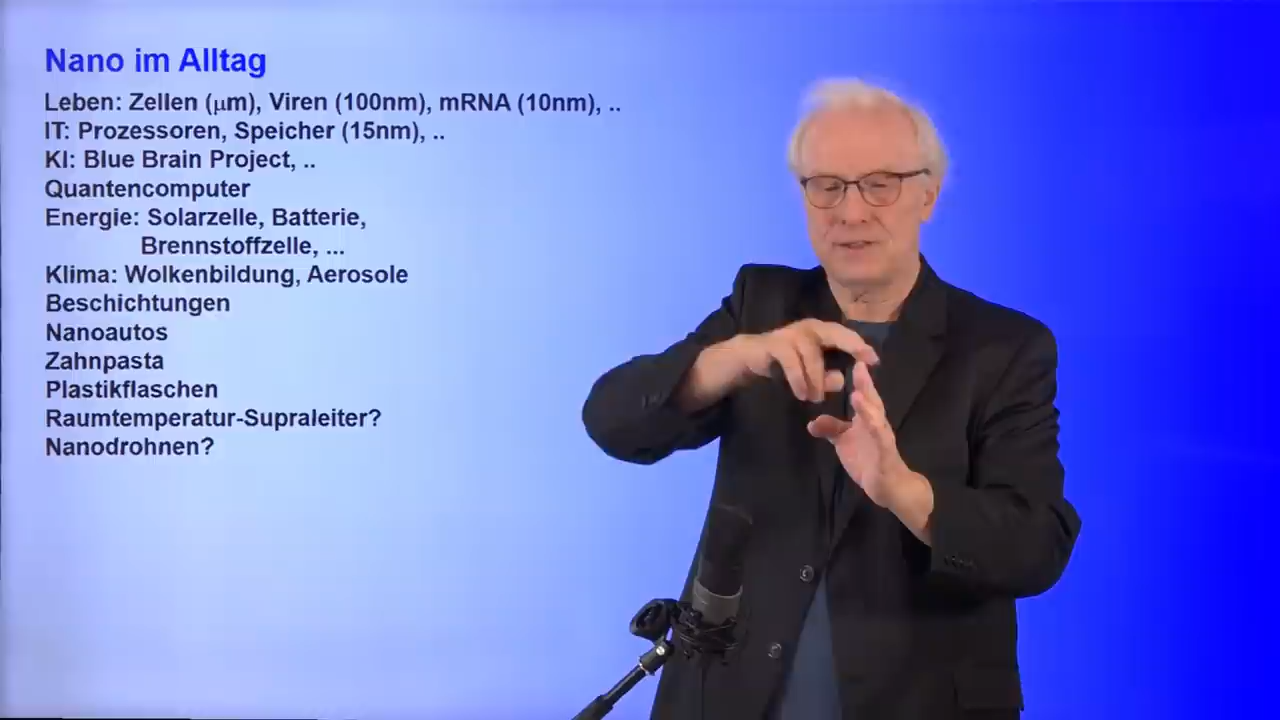 Nano im Alltag
Leben: Zellen (μm), Viren (100nm), mRNA (10nm), ..
IT: Prozessoren, Speicher (15nm), ..
KI: Blue Brain Project, ..
Quantencomputer
Energie: Solarzelle, Batterie,
Brennstoffzelle, ...
Klima: Wolkenbildung, Aerosole
Beschichtungen
Nanoautos
Zahnpasta
Plastikflaschen
Raumtemperatur-Supraleiter?
Nanodrohnen?